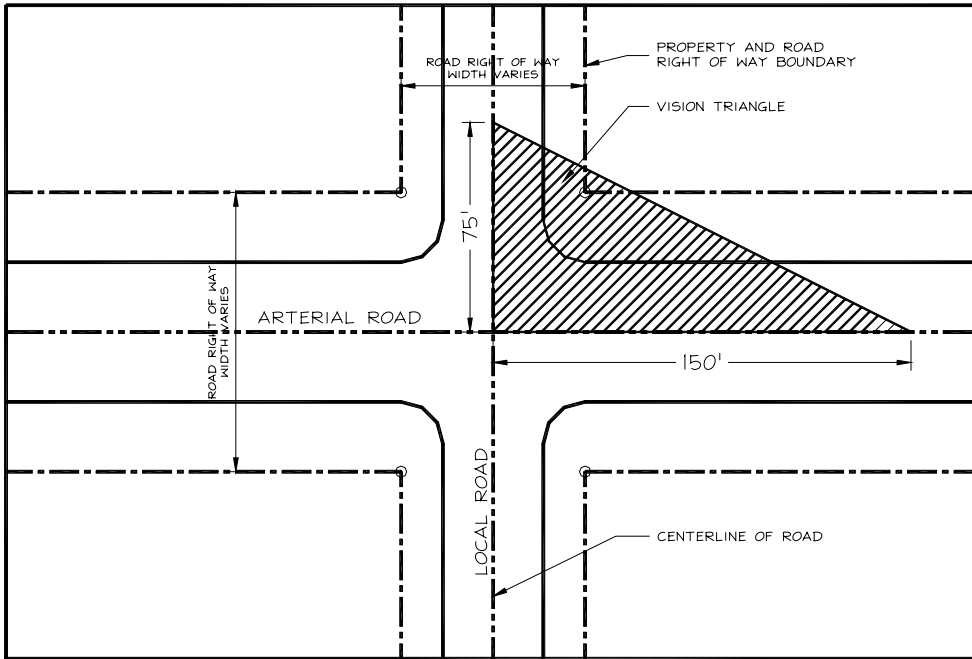 ROAD RIGHT OF WAY
WIDTH VARIES
PROPERTY AND ROAD
RIGHT OF WAY BOUNDARY
VISION TRIANGLE
75'
ROAD RIGHT OF WAY
WIDTH VARIES
ARTERIAL ROAD
150'
LOCAL ROAD
CENTERLINE OF ROAD